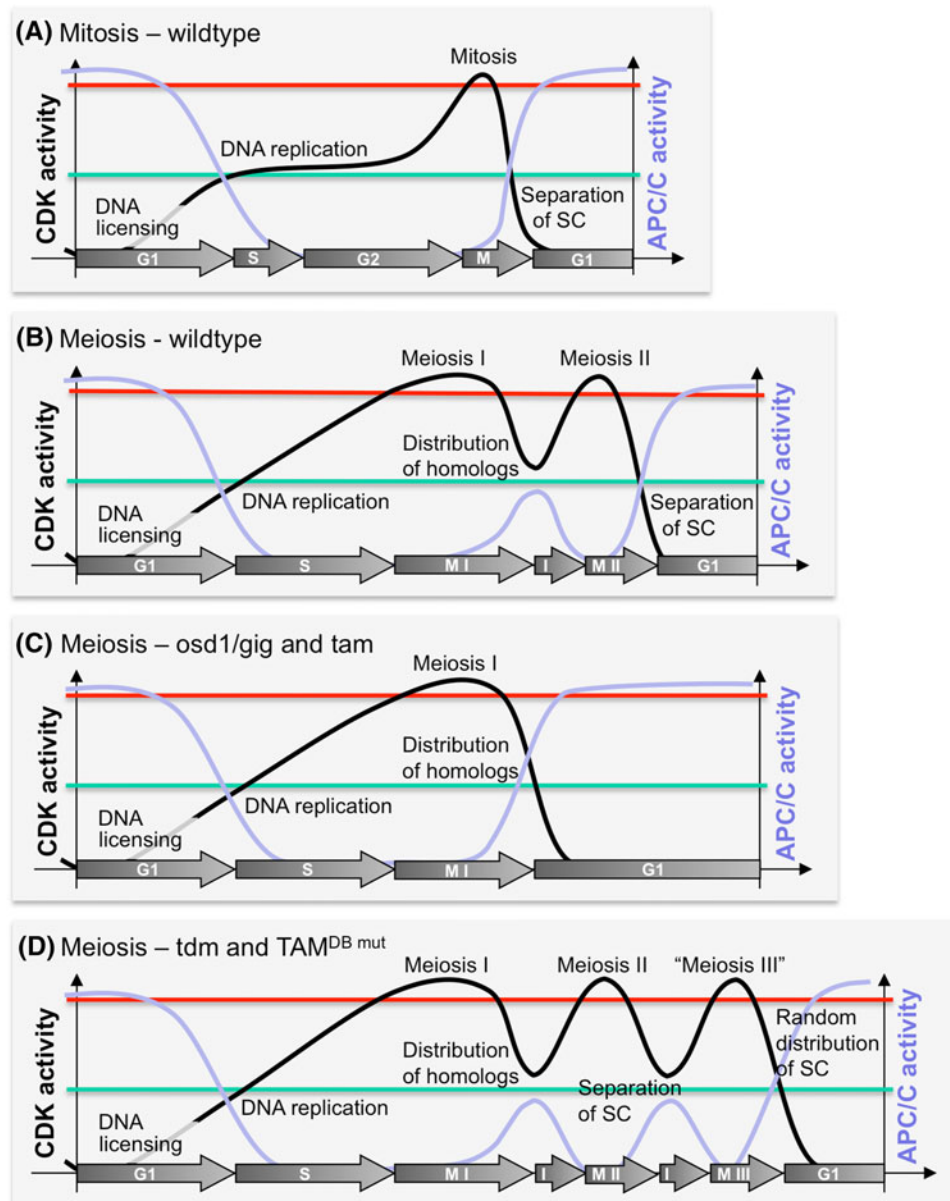 (A) Mitosis – wildtype
Mitosis
DNA replication
DNA
licensing
Separation
of SC
CDK activity
APC/C activity
G1 S G2 M G1
(B) Meiosis - wildtype
Meiosis I Meiosis II
Distribution
of homologs
DNA replication
DNA
licensing
Separation
of SC
CDK activity
APC/C activity
G1 S M I I M II G1
(C) Meiosis – osd1/gig and tam
Meiosis I
Distribution
of homologs
DNA replication
DNA
licensing
CDK activity
APC/C activity
G1 S M I G1
(D) Meiosis – tdm and TAMDB mut
Meiosis I Meiosis II “Meiosis III”
Random
distribution
of SC
Distribution
of homologs
Separation
of SC
DNA replication
DNA
licensing
CDK activity
APC/C activity
G1 S M I I M II I M III G1